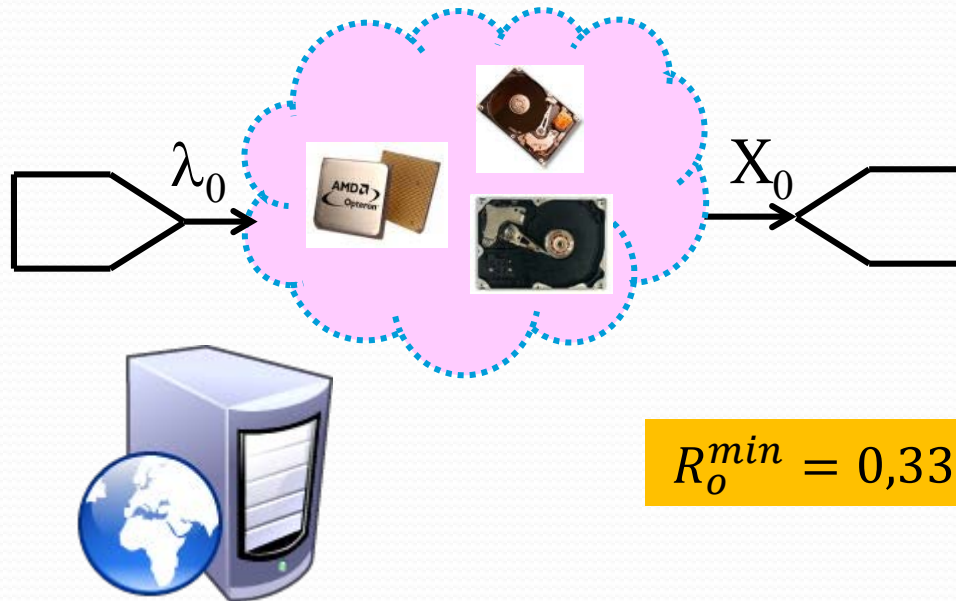 λ₀
X₀
AMD
Opteron
R_o^{min} = 0,33